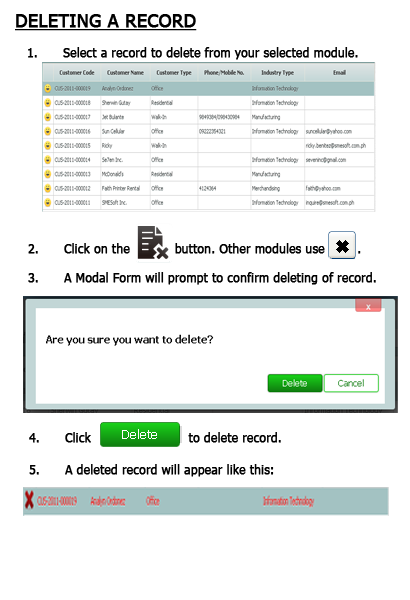 DELETING A RECORD
1. Select a record to delete from your selected module.
Customer Code Customer Name Customer Type Phone/Mobile No. Industry Type Email
CUS-2011-000019 Analyn Ordonez Office Information Technology
CUS-2011-000018 Sherwin Gutay Residential Information Technology
CUS-2011-000017 Jet Bulante Walk-In 9849384/098430984 Manufacturing
CUS-2011-000016 Sun Cellular Office 09222354321 Information Technology suncellular@yahoo.com
CUS-2011-000015 Ricky Walk-In ricky.benitez@smesoft.com.ph
CUS-2011-000014 Se7en Inc. Office Information Technology seveninc@gmail.com
CUS-2011-000013 McDonald's Residential Manufacturing
CUS-2011-000012 Faith Printer Rental Office 4124364 Merchandising faith@yahoo.com
CUS-2011-000011 SMESoft Inc. Office Information Technology inquire@smesoft.com.ph
2. Click on the button. Other modules use .
3. A Modal Form will prompt to confirm deleting of record.
x
Are you sure you want to delete?
Delete Cancel
4. Click Delete to delete record.
5. A deleted record will appear like this:
CUS-2011-000019 Analyn Ordonez Office Information Technology